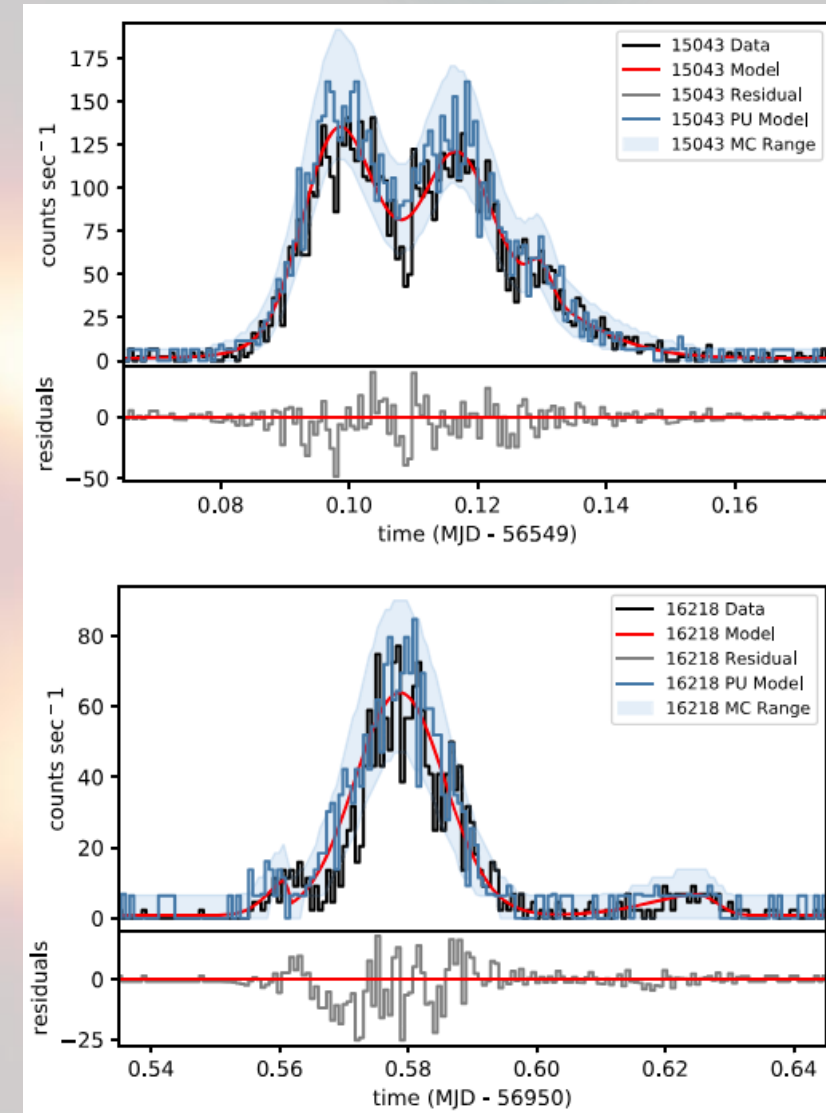 175
150
125
100
75
50
25
0
counts sec⁻¹
15043 Data
15043 Model
15043 Residual
15043 PU Model
15043 MC Range
0
−50
residuals
0.08 0.10 0.12 0.14 0.16
time (MJD - 56549)
80
60
40
20
0
counts sec⁻¹
16218 Data
16218 Model
16218 Residual
16218 PU Model
16218 MC Range
0
−25
residuals
0.54 0.56 0.58 0.60 0.62 0.64
time (MJD - 56950)